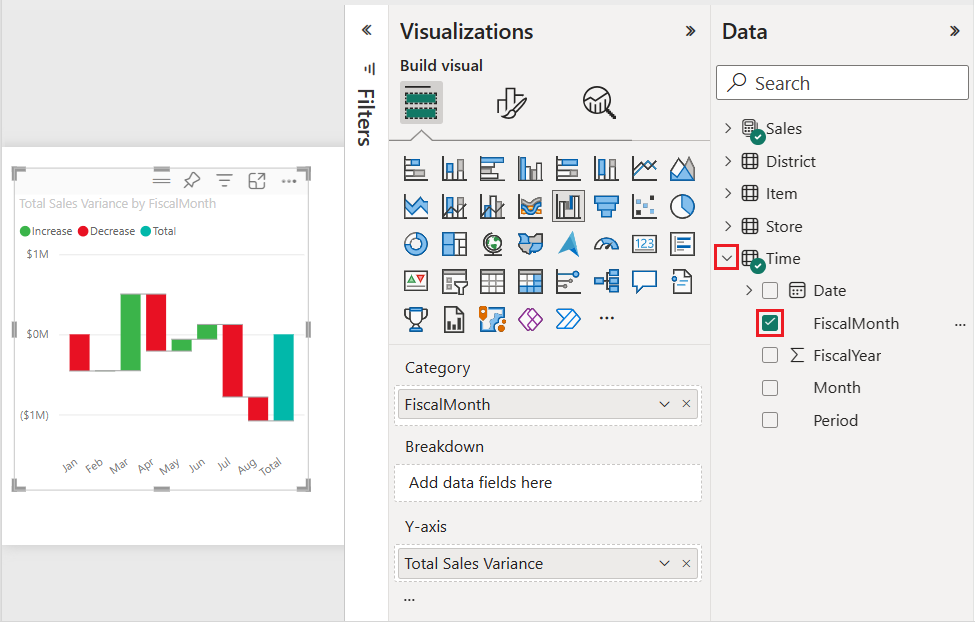 Total Sales Variance by FiscalMonth
Increase Decrease Total
$1M
$0M
($1M)
Jan Feb Mar Apr May Jun Jul Aug Total
Filters
Visualizations
Build visual
123
Category
FiscalMonth
Breakdown
Add data fields here
Y-axis
Total Sales Variance
...
Data
Search
Sales
District
Item
Store
Time
Date
FiscalMonth
...
FiscalYear
Month
Period